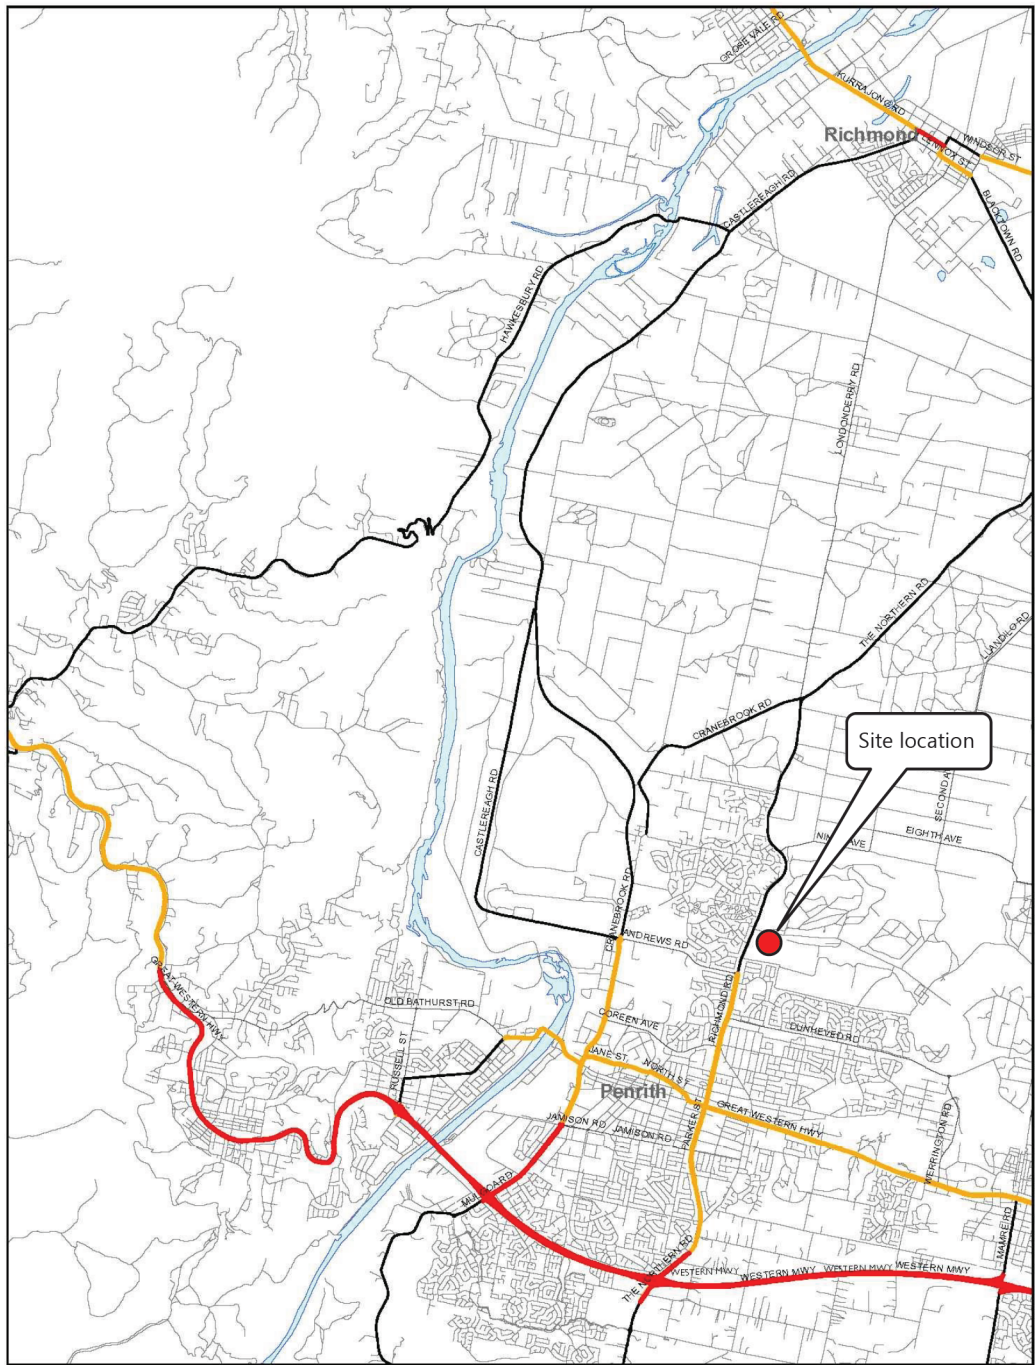 GROSE VALE RD
KURRAJONG RD
Richmond
LENNOX ST
WINDSOR ST
CASTLEREAGH RD
BLACKTOWN RD
HAWKESBURY RD
LONDONDERRY RD
THE NORTHERN RD
LLANDILO RD
CRANEBROOK RD
Site location
SECOND AV
CASTLEREAGH RD
EIGHTH AVE
AVE
CRANEBROOK RD
ANDREWS RD
GREAT WESTERN HWY
RICHMOND RD
OLD BATHURST RD
COREEN AVE
DUNHEVED RD
RUSSELL ST
JANE ST
NORTH ST
Penrith
GREAT WESTERN HWY
PARKER ST
JAMISON RD
JAMISON RD
WERRINGTON RD
MULGOA RD
MAMRE RD
THE NORTHERN RD
WESTERN MWY
WESTERN MWY
WESTERN MWY
WESTERN MWY